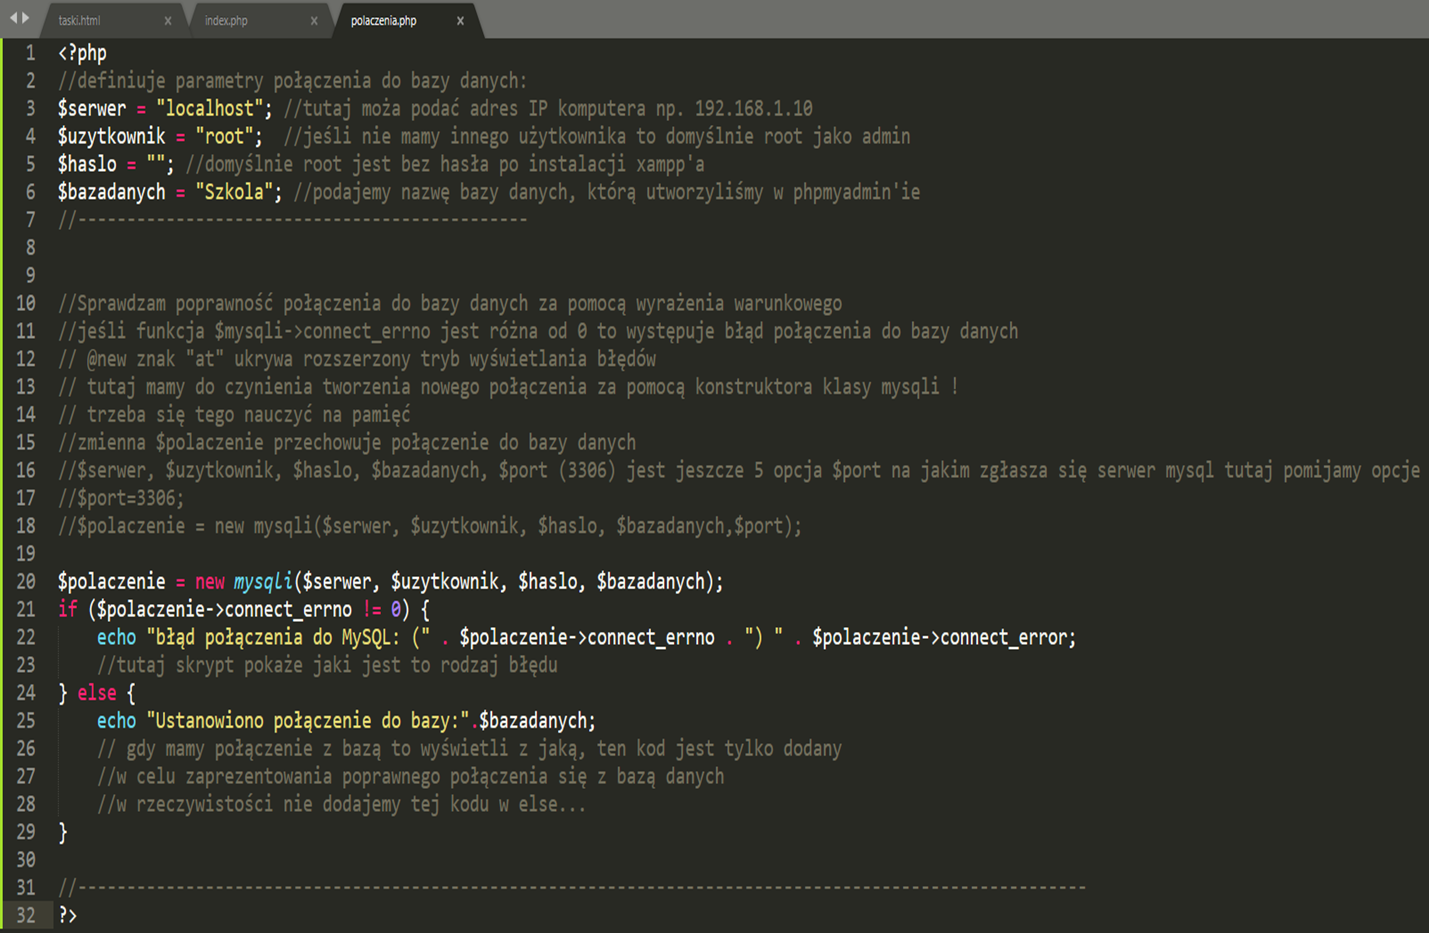 taski.html x index.php x polaczenia.php x
1 <?php
2 //definiuje parametry połączenia do bazy danych:
3 $serwer = "localhost"; //tutaj moża podać adres IP komputera np. 192.168.1.10
4 $uzytkownik = "root";  //jeśli nie mamy innego użytkownika to domyślnie root jako admin
5 $haslo = ""; //domyślnie root jest bez hasła po instalacji xampp'a
6 $bazadanych = "Szkola"; //podajemy nazwę bazy danych, którą utworzyliśmy w phpmyadmin'ie
7 //----------------------------------------------
8
9
10 //Sprawdzam poprawność połączenia do bazy danych za pomocą wyrażenia warunkowego
11 //jeśli funkcja $mysqli->connect_errno jest różna od 0 to występuje błąd połączenia do bazy danych
12 // @new znak "at" ukrywa rozszerzony tryb wyświetlania błędów
13 // tutaj mamy do czynienia tworzenia nowego połączenia za pomocą konstruktora klasy mysqli !
14 // trzeba się tego nauczyć na pamięć
15 //zmienna $polaczenie przechowuje połączenie do bazy danych
16 //$serwer, $uzytkownik, $haslo, $bazadanych, $port (3306) jest jeszcze 5 opcja $port na jakim zgłasza się serwer mysql tutaj pomijamy opcje
17 //$port=3306;
18 //$polaczenie = new mysqli($serwer, $uzytkownik, $haslo, $bazadanych,$port);
19
20 $polaczenie = new mysqli($serwer, $uzytkownik, $haslo, $bazadanych);
21 if ($polaczenie->connect_errno != 0) {
22     echo "błąd połączenia do MySQL: (" . $polaczenie->connect_errno . ") " . $polaczenie->connect_error;
23     //tutaj skrypt pokaże jaki jest to rodzaj błędu
24 } else {
25     echo "Ustanowiono połączenie do bazy:".$bazadanych;
26     // gdy mamy połączenie z bazą to wyświetli z jaką, ten kod jest tylko dodany
27     //w celu zaprezentowania poprawnego połączenia się z bazą danych
28     //w rzeczywistości nie dodajemy tej kodu w else...
29 }
30
31 //-------------------------------------------------------------------------------------------------------
32 ?>